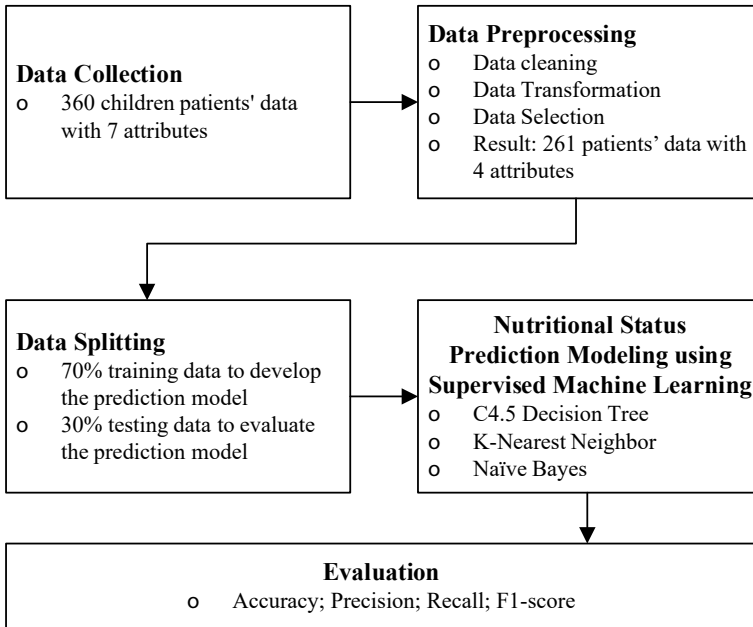 Data Collection
o 360 children patients' data
with 7 attributes
Data Preprocessing
o Data cleaning
o Data Transformation
o Data Selection
o Result: 261 patients’ data with
4 attributes
Data Splitting
o 70% training data to develop
the prediction model
o 30% testing data to evaluate
the prediction model
Nutritional Status
Prediction Modeling using
Supervised Machine Learning
o C4.5 Decision Tree
o K-Nearest Neighbor
o Naïve Bayes
Evaluation
o Accuracy; Precision; Recall; F1-score